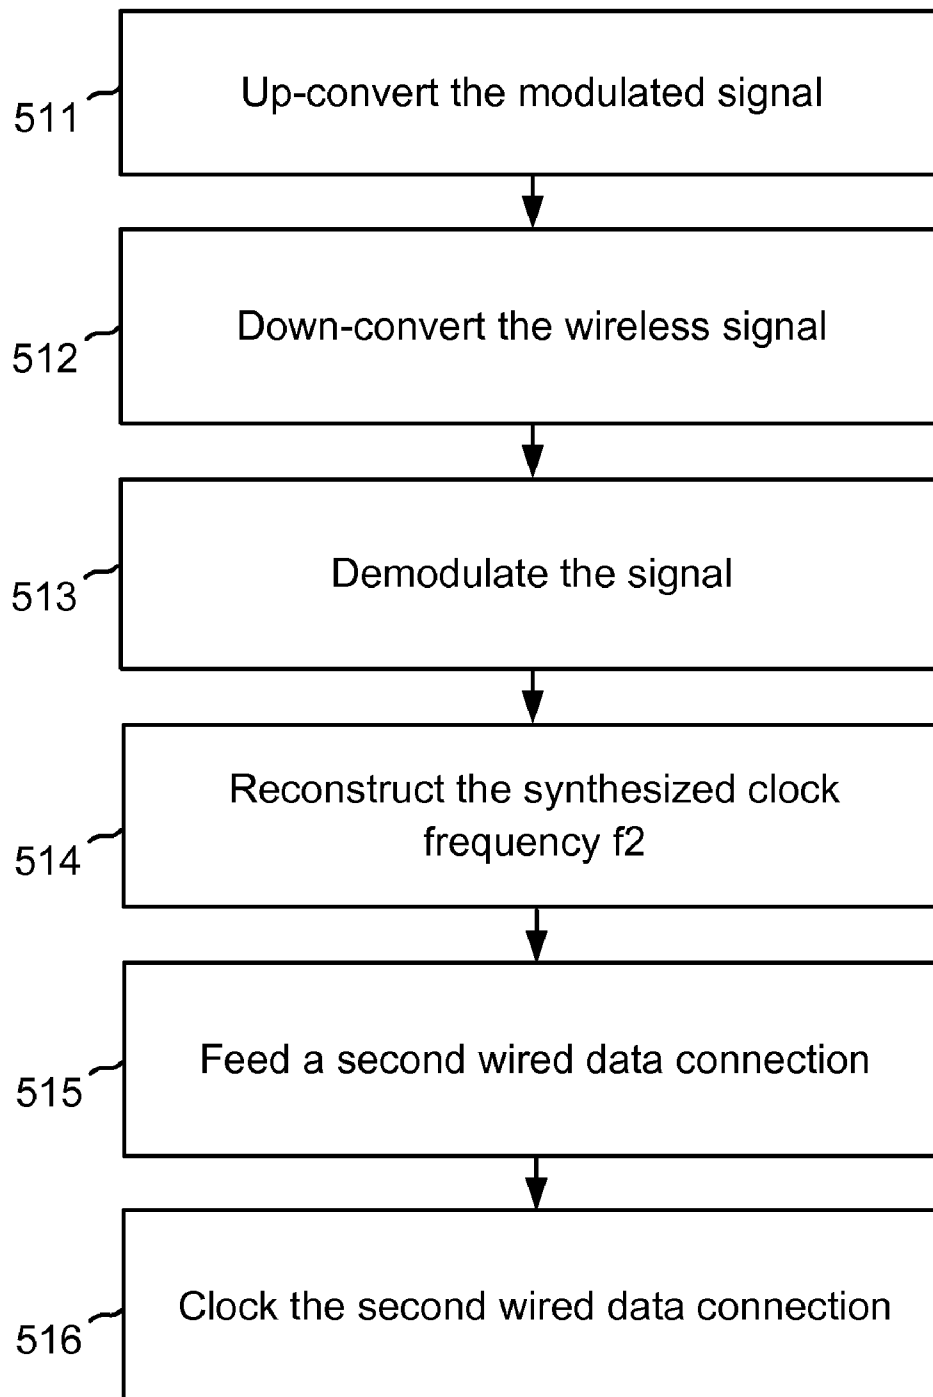 511
Up-convert the modulated signal
512
Down-convert the wireless signal
513
Demodulate the signal
514
Reconstruct the synthesized clock
frequency f2
515
Feed a second wired data connection
516
Clock the second wired data connection